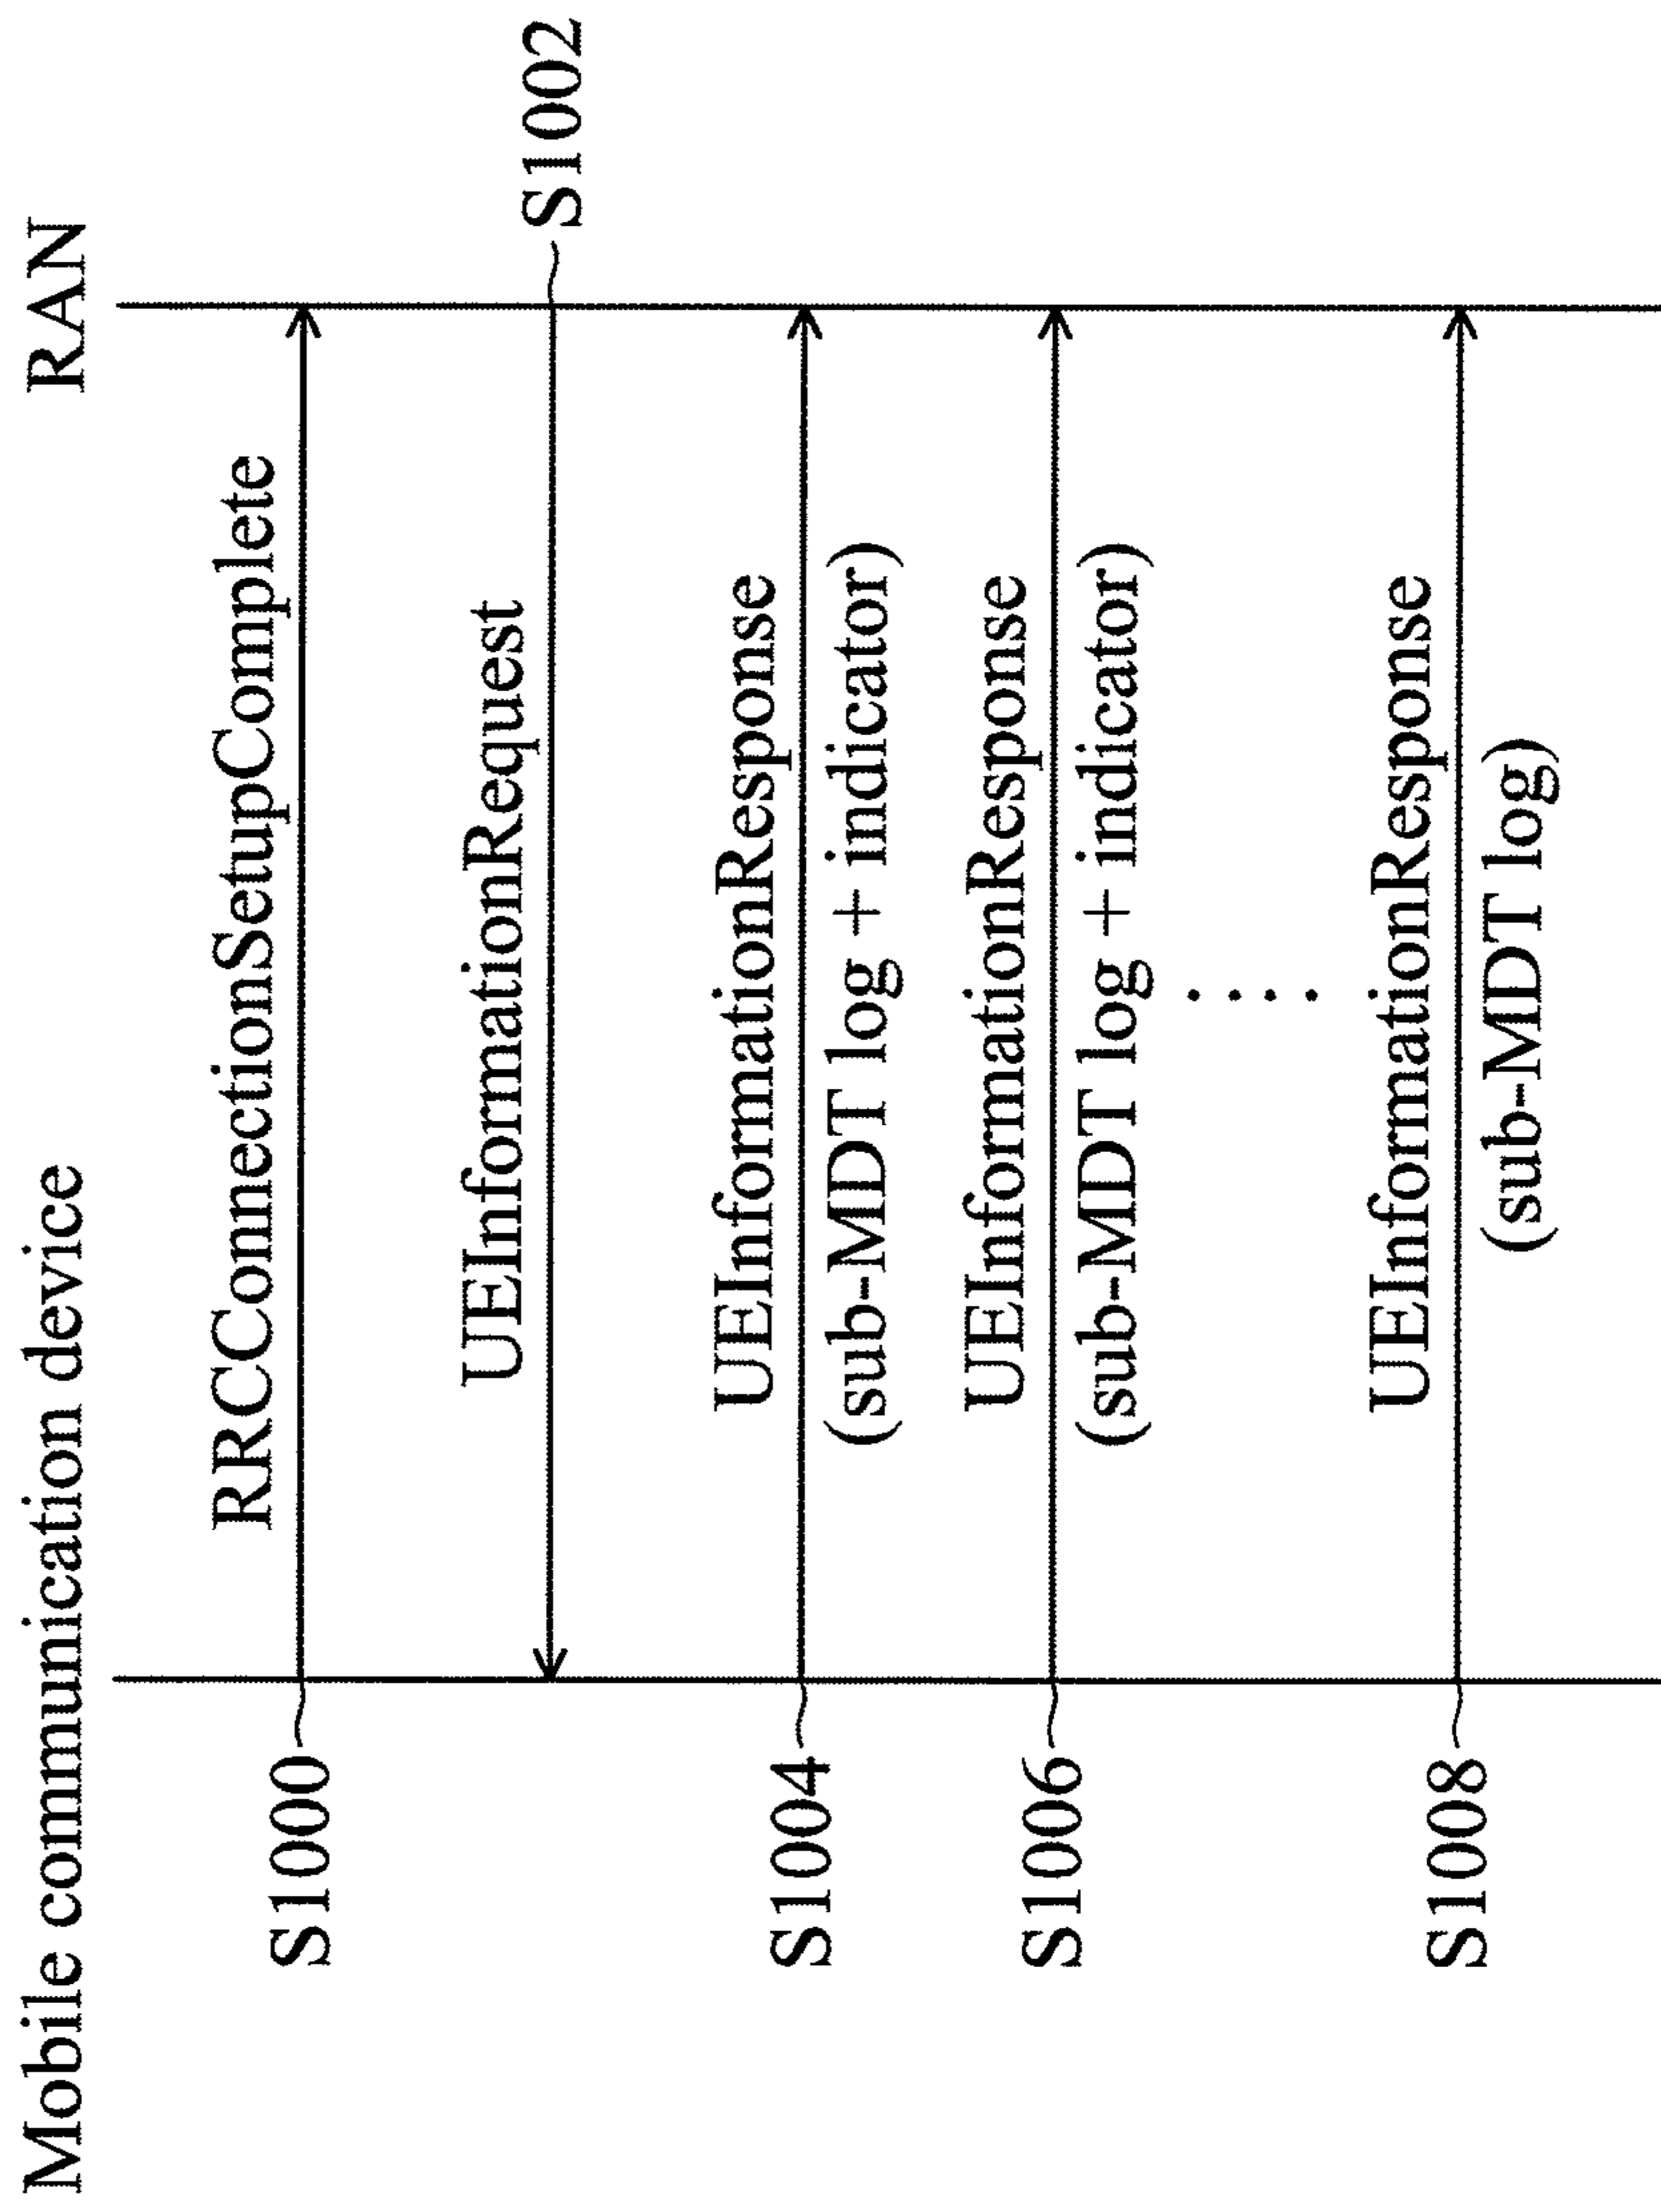 Mobile communication device
RAN
RRCConnectionSetupComplete
S1000
UEInformationRequest
S1002
UEInformationResponse
S1004
(sub-MDT log + indicator)
UEInformationResponse
S1006
(sub-MDT log + indicator)
....
UEInformationResponse
S1008
(sub-MDT log)